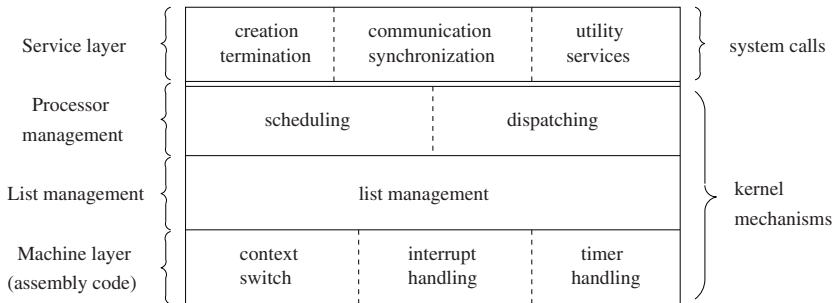 Service layer
creation
termination
communication
synchronization
utility
services
system calls
Processor
management
scheduling
dispatching
List management
list management
kernel
mechanisms
Machine layer
(assembly code)
context
switch
interrupt
handling
timer
handling